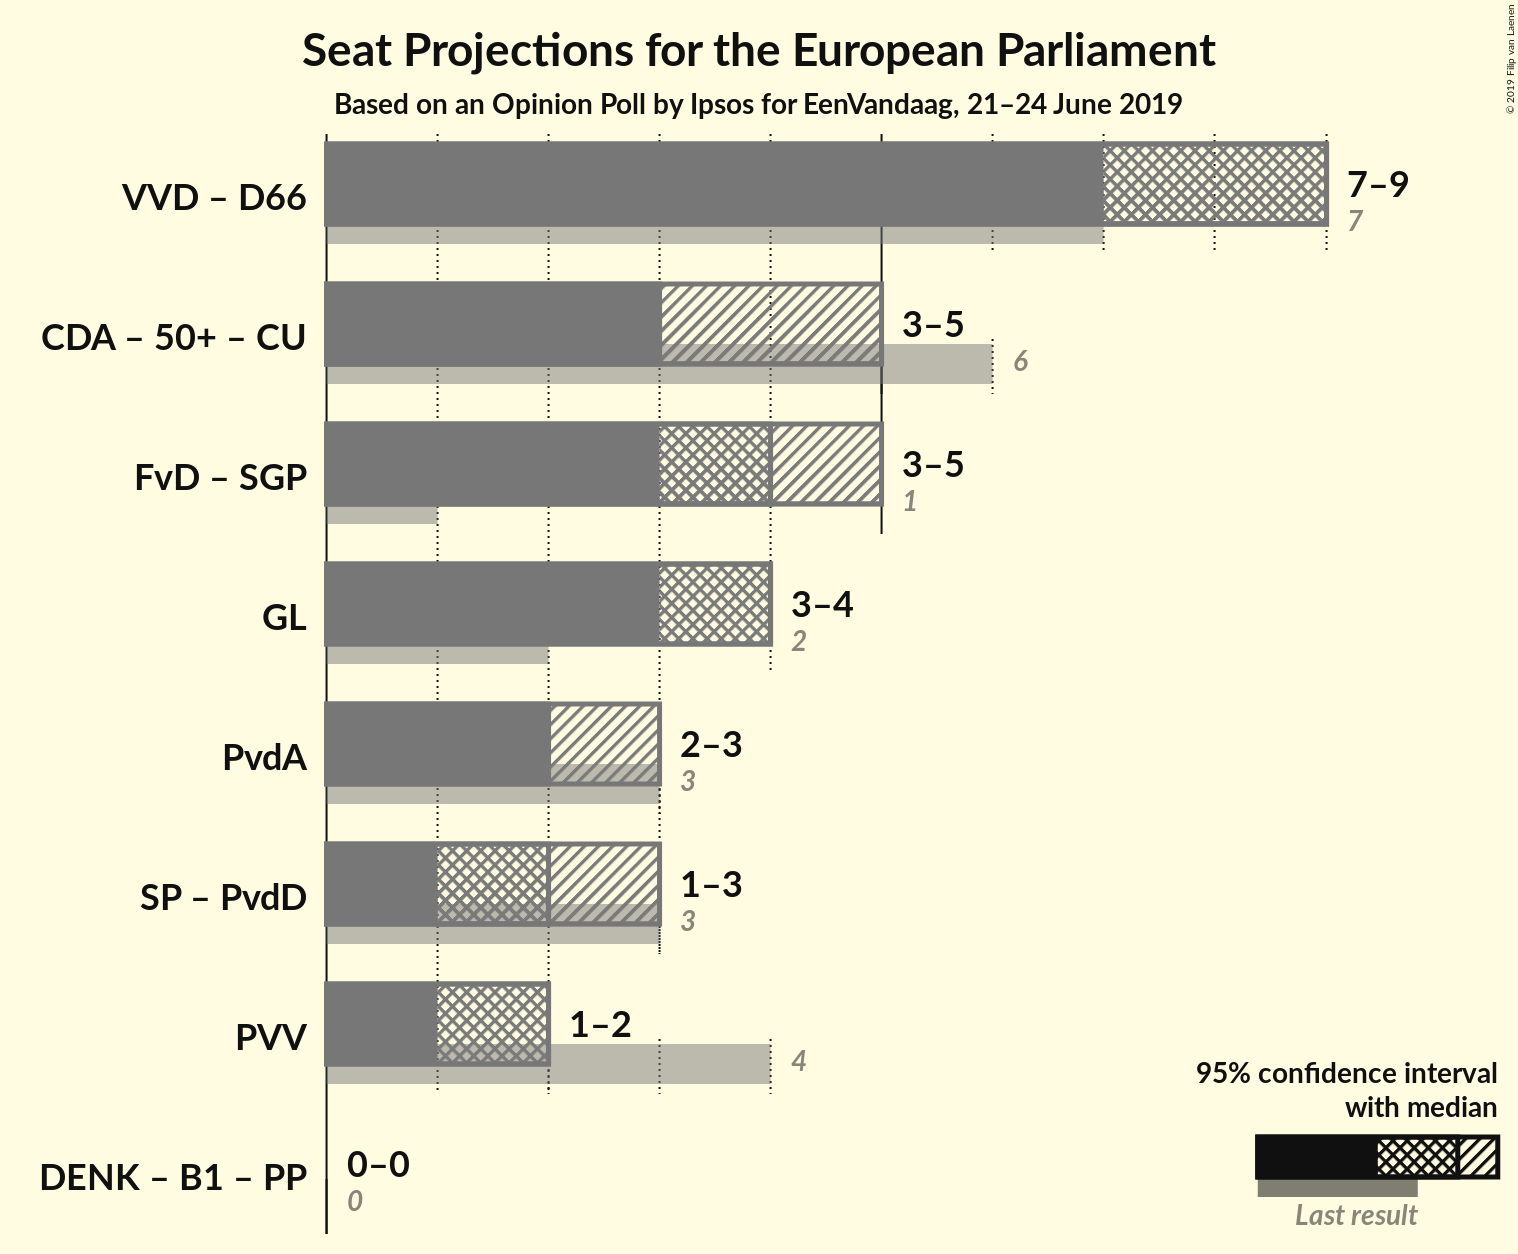 Seat Projections for the European Parliament
Based on an Opinion Poll by Ipsos for EenVandaag, 21–24 June 2019
© 2019 Filip van Laenen
VVD – D66
7–9
7
CDA – 50+ – CU
3–5
6
FvD – SGP
3–5
1
GL
3–4
2
PvdA
2–3
3
SP – PvdD
1–3
3
PVV
1–2
4
DENK – B1 – PP
0–0
0
95% confidence interval
with median
Last result